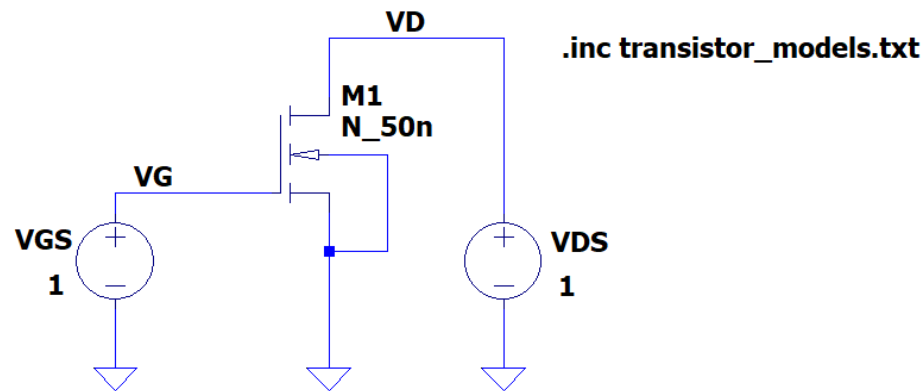 VD
.inc transistor_models.txt
M1
N_50n
VG
VGS
1
VDS
1